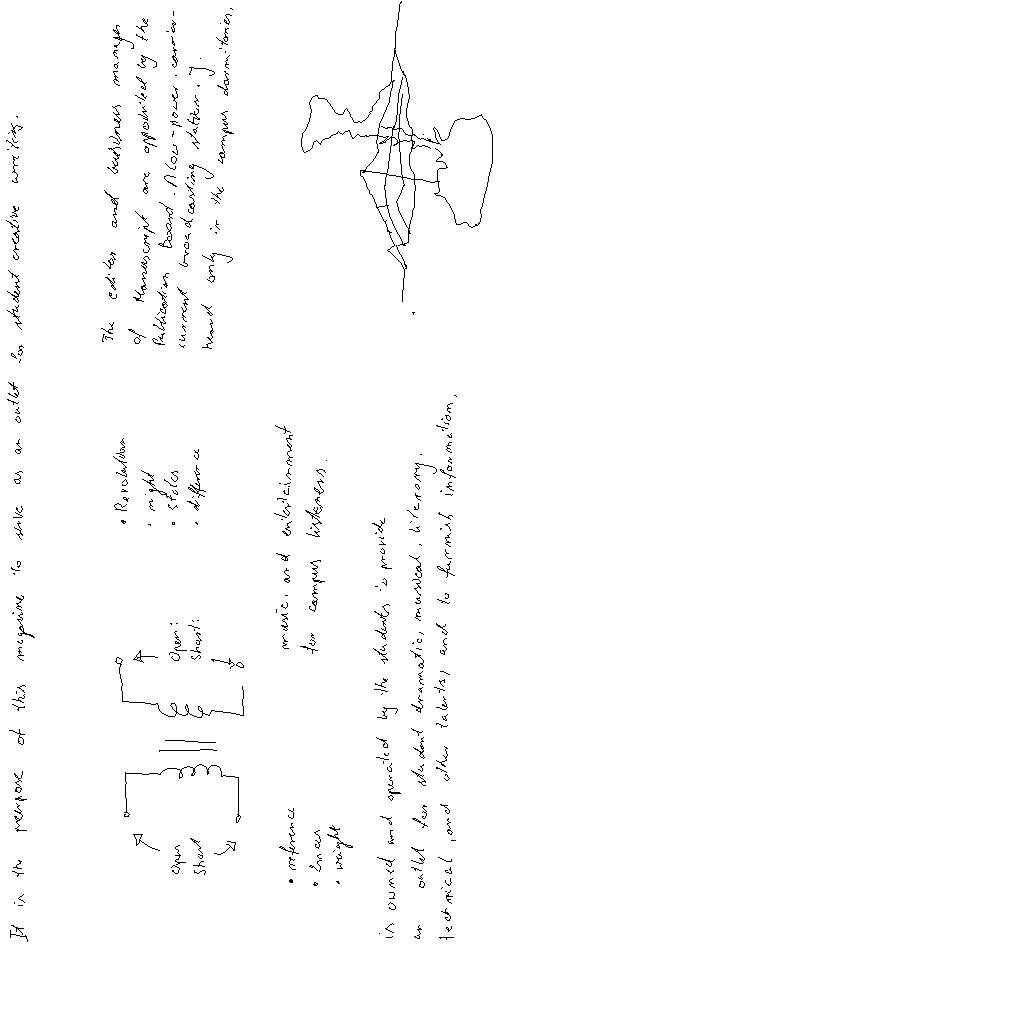 It is the purpose of this magazine to serve as an outlet for student creative writing.
The editor and business manager
of Manuscript are appointed by the
Publication board. A low-power, carrier-
current broadcasting station,
heard only in the campus dormitories,
• Revolution
• night
• Stoles
• difference
Open:
Short:
Open
Short
music, and entertainment
for campus listeners.
• reference
• weight
is owned and operated by the students to provide
an outlet for student dramatic, musical, literary.
technical, and other talents, and to furnish information,